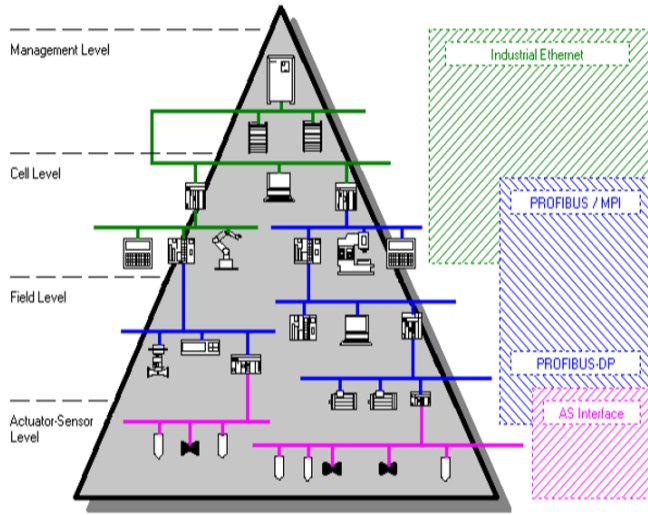 Management Level
Industrial Ethernet
Cell Level
PROFIBUS / MPI
Field Level
PROFIBUS-DP
Actuator-Sensor
Level
AS Interface